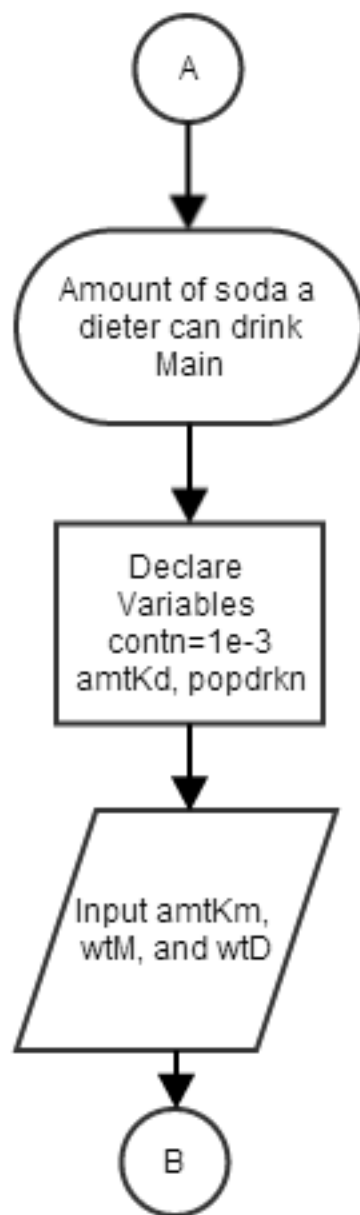 A
Amount of soda a
dieter can drink
Main
Declare
Variables
contn=1e-3
amtKd, popdrkn
Input amtKm,
wtM, and wtD
B